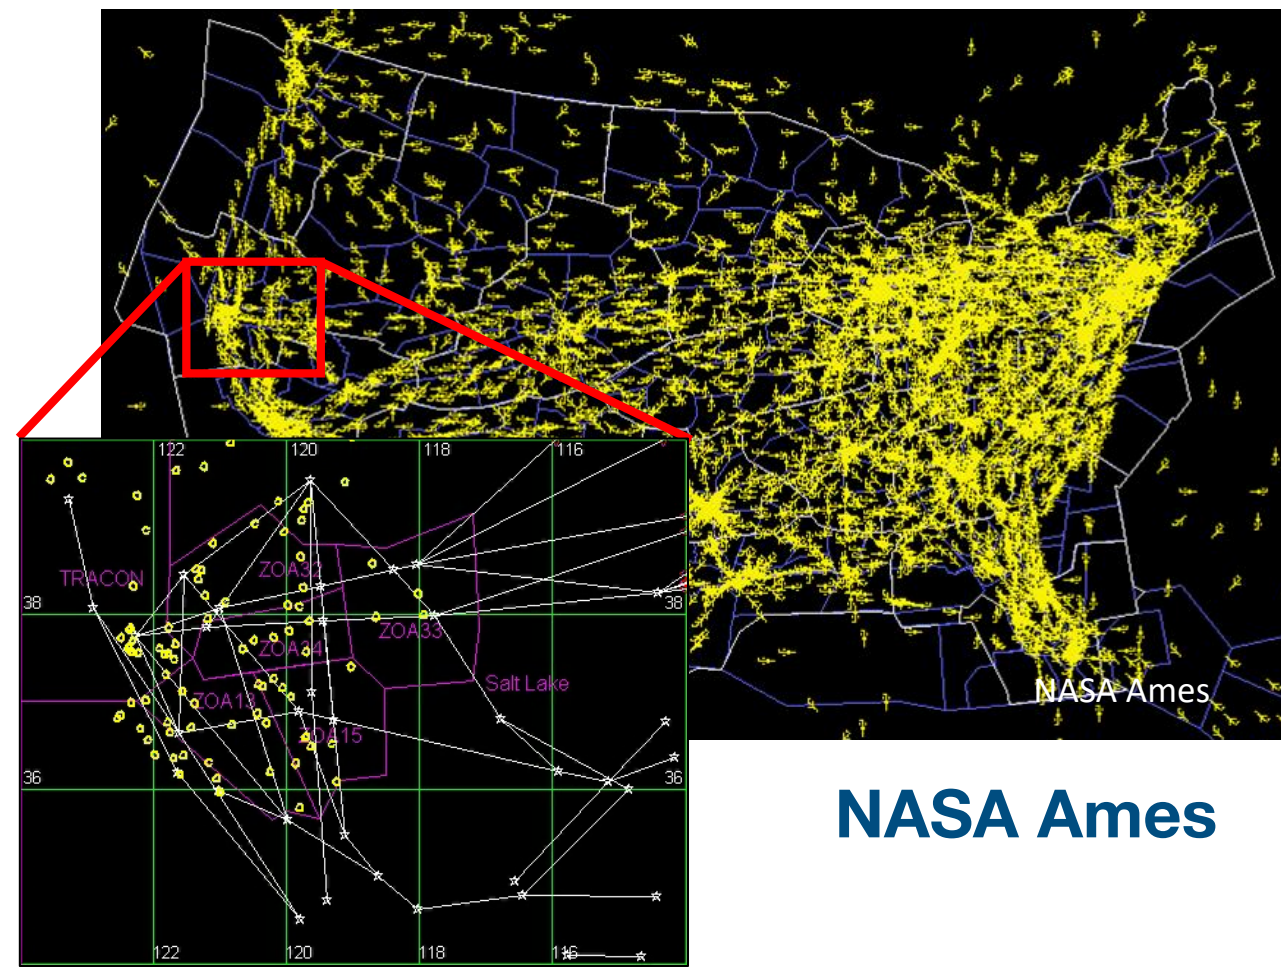 122 120 118 116
ZOA32
TRACON
38 38
ZOA33
ZOA34
Salt Lake
ZOA13
NASA Ames
ZOA15
36 36
NASA Ames
122 120 118 116